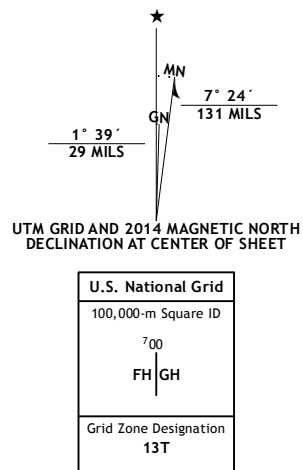 ★
MN
GN
7° 24´
131 MILS
1° 39´
29 MILS
UTM GRID AND 2014 MAGNETIC NORTH
DECLINATION AT CENTER OF SHEET
U.S. National Grid
100,000-m Square ID
700
FH GH
Grid Zone Designation
13T